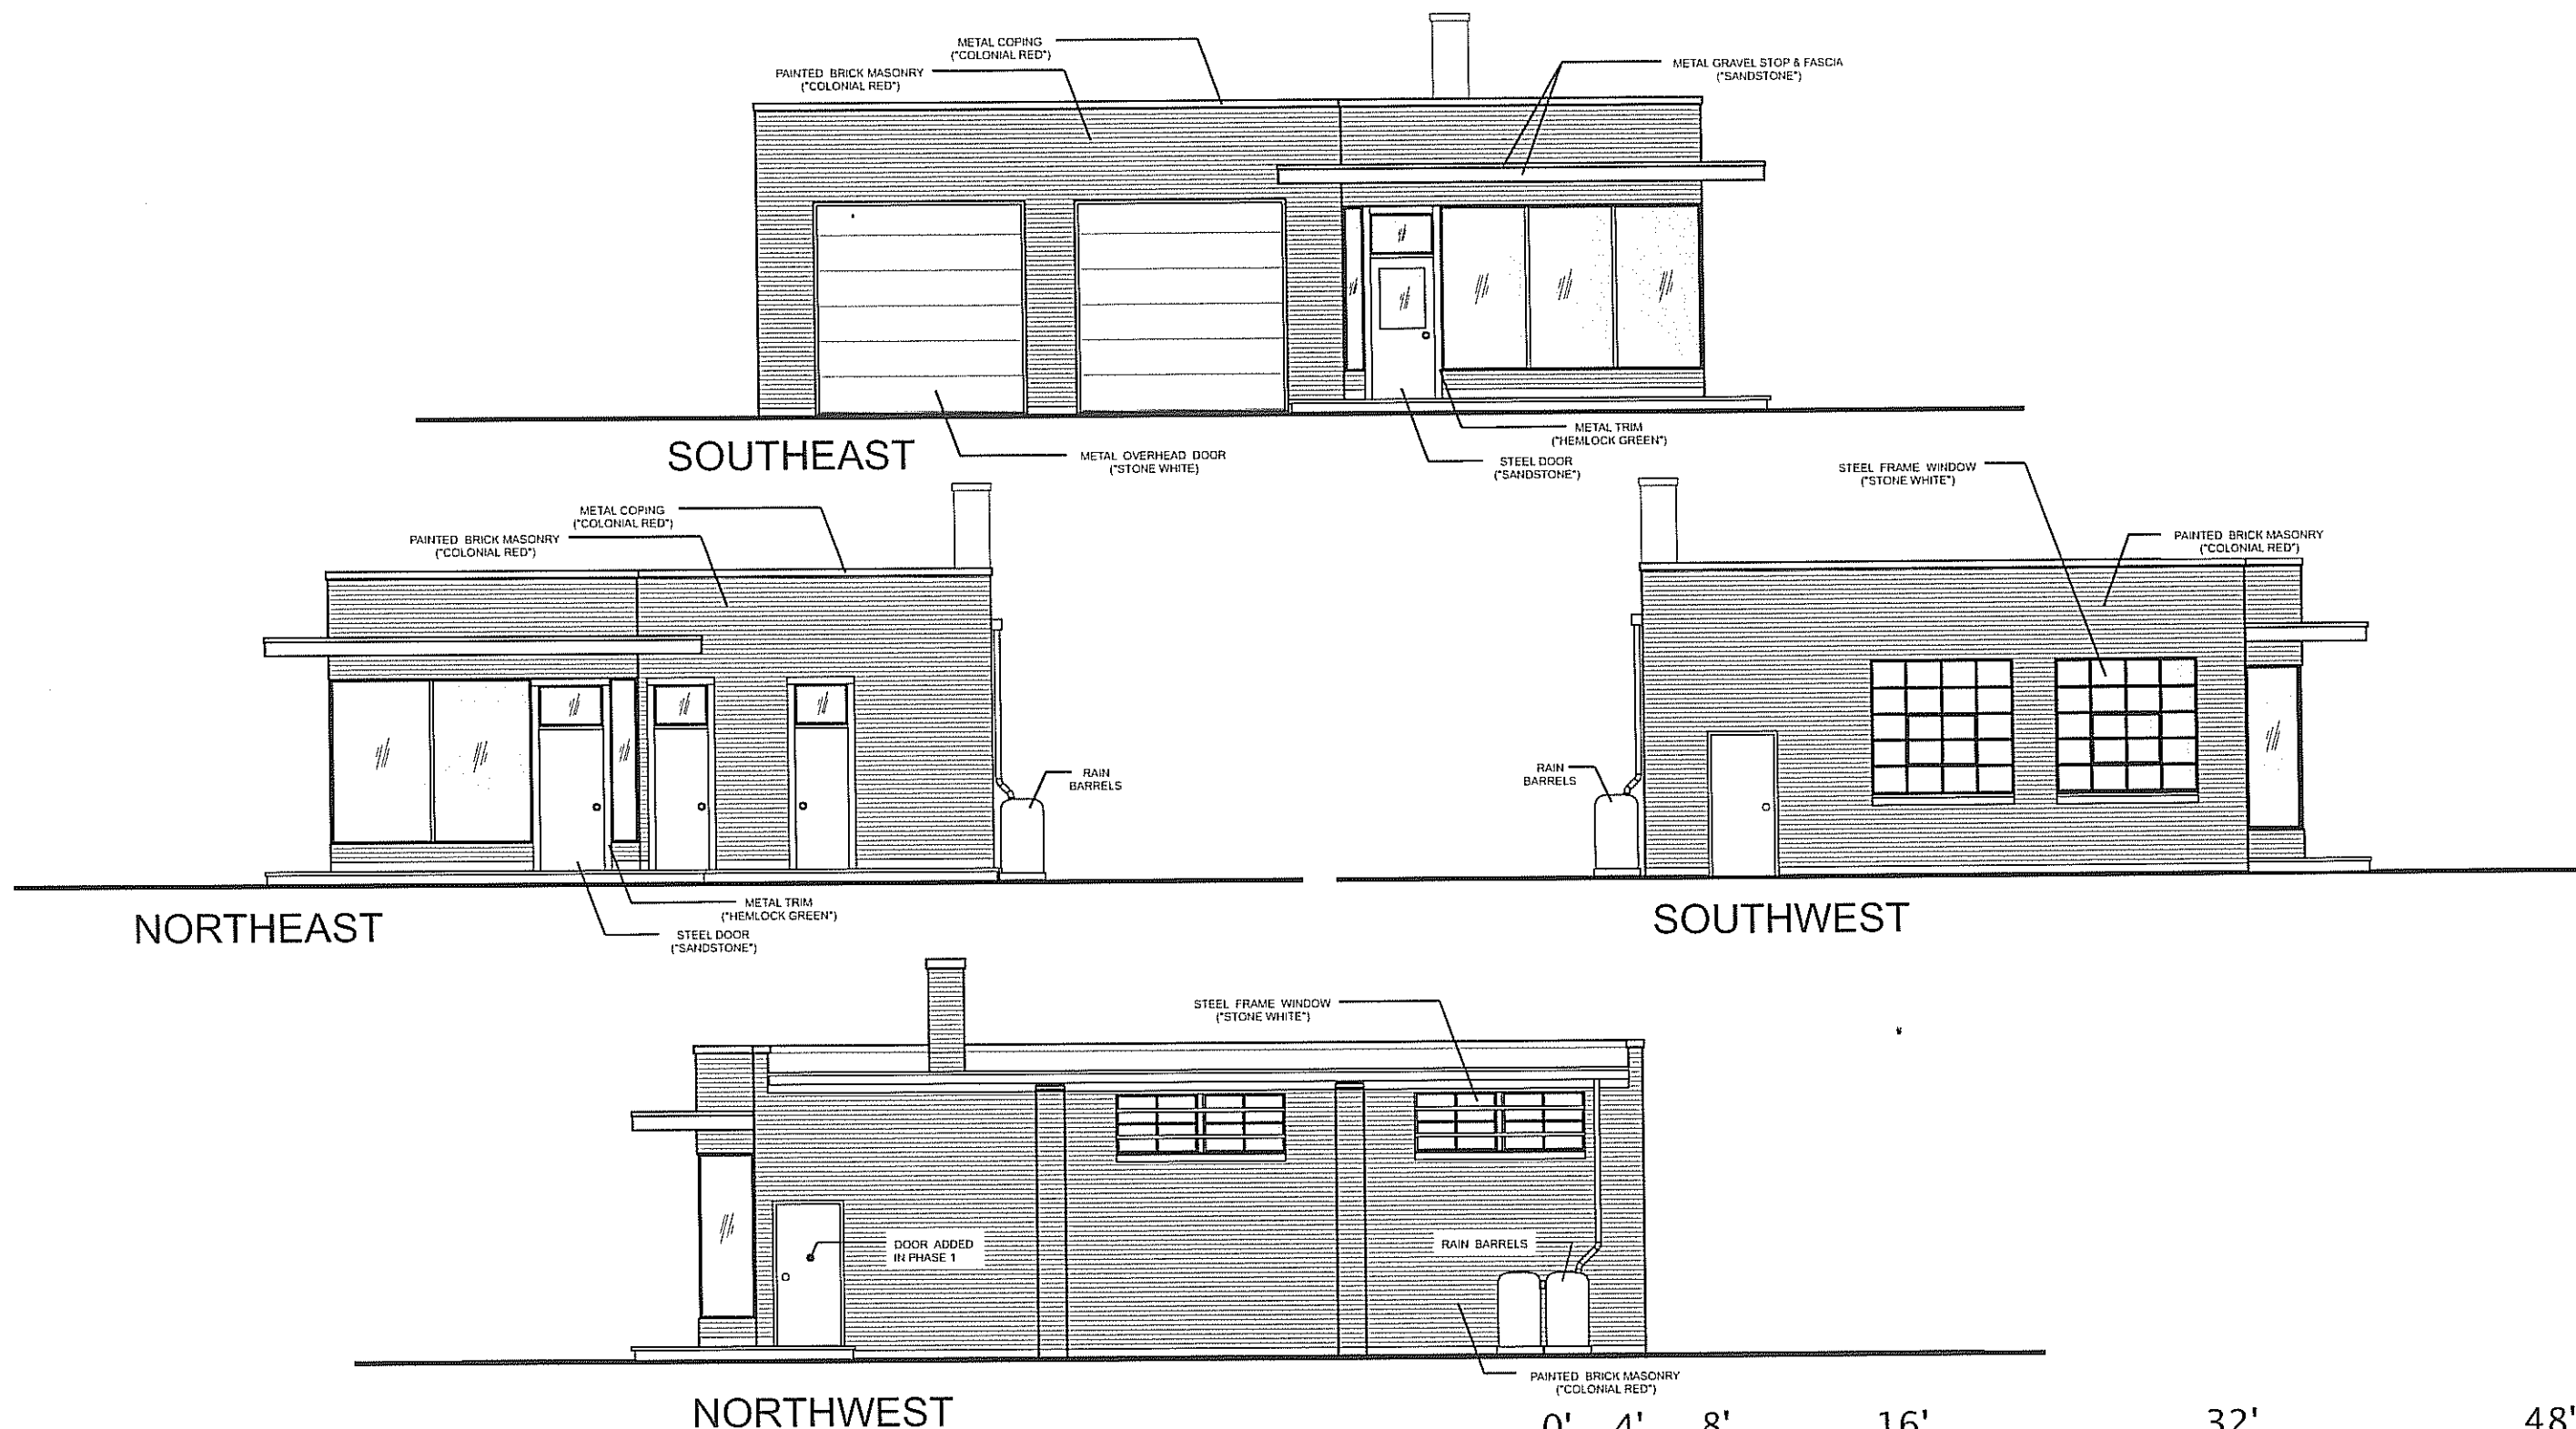 METAL COPING
("COLONIAL RED")
PAINTED BRICK MASONRY
("COLONIAL RED")
METAL GRAVEL STOP & FASCIA
("SANDSTONE")
SOUTHEAST
METAL OVERHEAD DOOR
("STONE WHITE)
METAL TRIM
("HEMLOCK GREEN")
STEEL DOOR
("SANDSTONE")
METAL COPING
("COLONIAL RED")
PAINTED BRICK MASONRY
("COLONIAL RED")
RAIN
BARRELS
NORTHEAST
METAL TRIM
("HEMLOCK GREEN")
STEEL DOOR
("SANDSTONE")
STEEL FRAME WINDOW
("STONE WHITE")
PAINTED BRICK MASONRY
("COLONIAL RED")
RAIN
BARRELS
SOUTHWEST
STEEL FRAME WINDOW
("STONE WHITE")
DOOR ADDED
IN PHASE 1
RAIN BARRELS
PAINTED BRICK MASONRY
("COLONIAL RED")
NORTHWEST
0' 4' 8' 16' 32' 48'